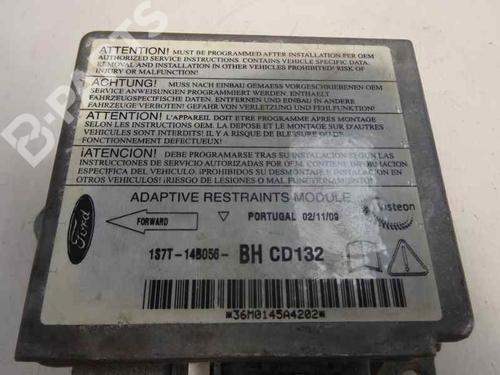 ATTENTION! MUST BE PROGRAMMED AFTER INSTALLATION PER OEM
AUTHORIZED SERVICE INSTRUCTIONS. CONTAINS VEHICLE SPECIFIC DATA.
REMOVAL AND INSTALLATION IN OTHER VEHICLES PROHIBITED! RISK OF
INJURY OR MALFUNCTION!
ACHTUNG! MUSS NACH EINBAU GEMAESS VORGESCHRIEBENEN OEM
SERVICE ANWEISUNGEN PROGRAMMIERT WERDEN. ENTHAELT
FAHRZEUGSPEZIFISCHE DATEN. ENTFERNEN UND EINBAU IN ANDERE
FAHRZEUGE VERBOTEN! GEFAHR VON VERLETZUNG UND FEHLFUNKTION!
ATTENTION! L'APPAREIL DOIT ETRE PROGRAMME APRES MONTAGE
SELON LES INSTRUCTIONS OEM. LA DEPOSE ET LE MONTAGE SUR D'AUTRES
VEHICULES SONT INTERDITS! IL Y A RISQUE DE BLESSURE OU DE
FONCTIONNEMENT DEFECTUEUX!
¡ATENCION! DEBE PROGRAMARSE TRAS SU INSTALACION SEGUN LAS
INSTRUCCIONES DE SERVICIO AUTORIZADAS POR OEM. CONTIENE INFORMACION
ESPECIFICA DEL VEHICULO. ¡PROHIBIDOS SU DESMONTAJE E INSTALACION EN
OTROS VEHICULOS! ¡RIESGO DE LESIONES O MAL FUNCIONAMIENTO!
ADAPTIVE RESTRAINTS MODULE
Ford
FORWARD
PORTUGAL 02/11/09
Visteon
1S7T-14B056- BH CD132
*36M0145A4202*
B-PARTS